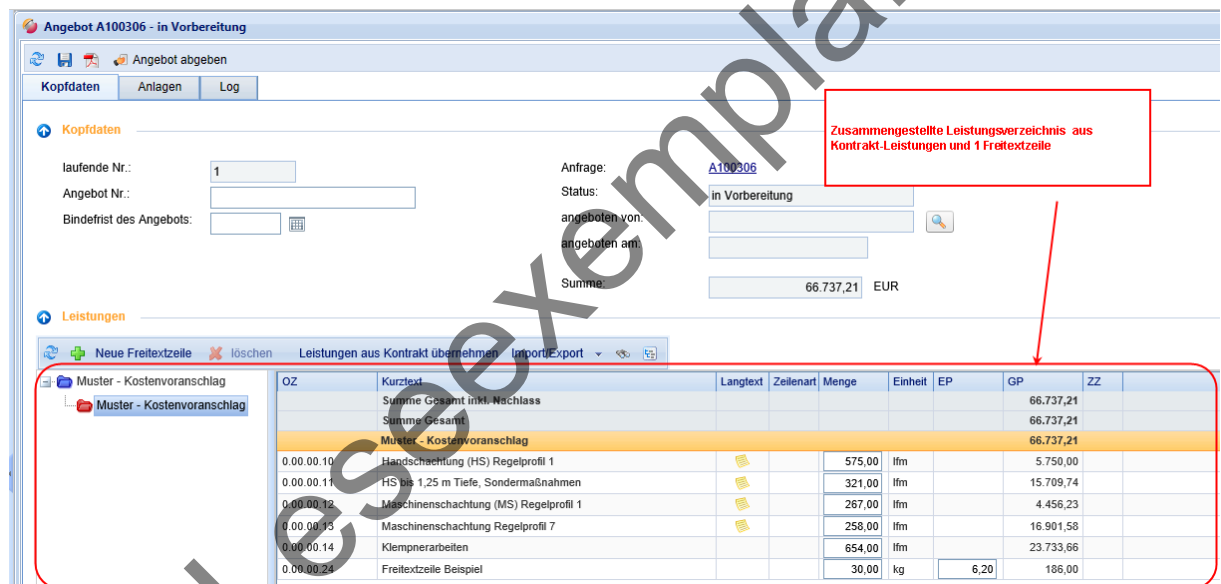 Angebot A100306 - in Vorbereitung
Angebot abgeben
Kopfdaten Anlagen Log
Zusammengestellte Leistungsverzeichnis aus
Kontrakt-Leistungen und 1 Freitextzeile
Kopfdaten
laufende Nr.: 1 Anfrage: A100306
Angebot Nr.: Status: in Vorbereitung
Bindefrist des Angebots: angeboten von:
angeboten am:
Summe: 66.737,21 EUR
Leistungen
Neue Freitextzeile löschen Leistungen aus Kontrakt übernehmen Import/Export
Muster - Kostenvoranschlag
Muster - Kostenvoranschlag
OZ Kurztext Langtext Zeilenart Menge Einheit EP GP ZZ
Summe Gesamt inkl. Nachlass 66.737,21
Summe Gesamt 66.737,21
Muster - Kostenvoranschlag 66.737,21
0.00.00.10 Handschachtung (HS) Regelprofil 1 575,00 lfm 5.750,00
0.00.00.11 HS bis 1,25 m Tiefe, Sondermaßnahmen 321,00 lfm 15.709,74
0.00.00.12 Maschinenschachtung (MS) Regelprofil 1 267,00 lfm 4.456,23
0.00.00.13 Maschinenschachtung Regelprofil 7 258,00 lfm 16.901,58
0.00.00.14 Klempnerarbeiten 654,00 lfm 23.733,66
0.00.00.24 Freitextzeile Beispiel 30,00 kg 6,20 186,00
Leseexemplar